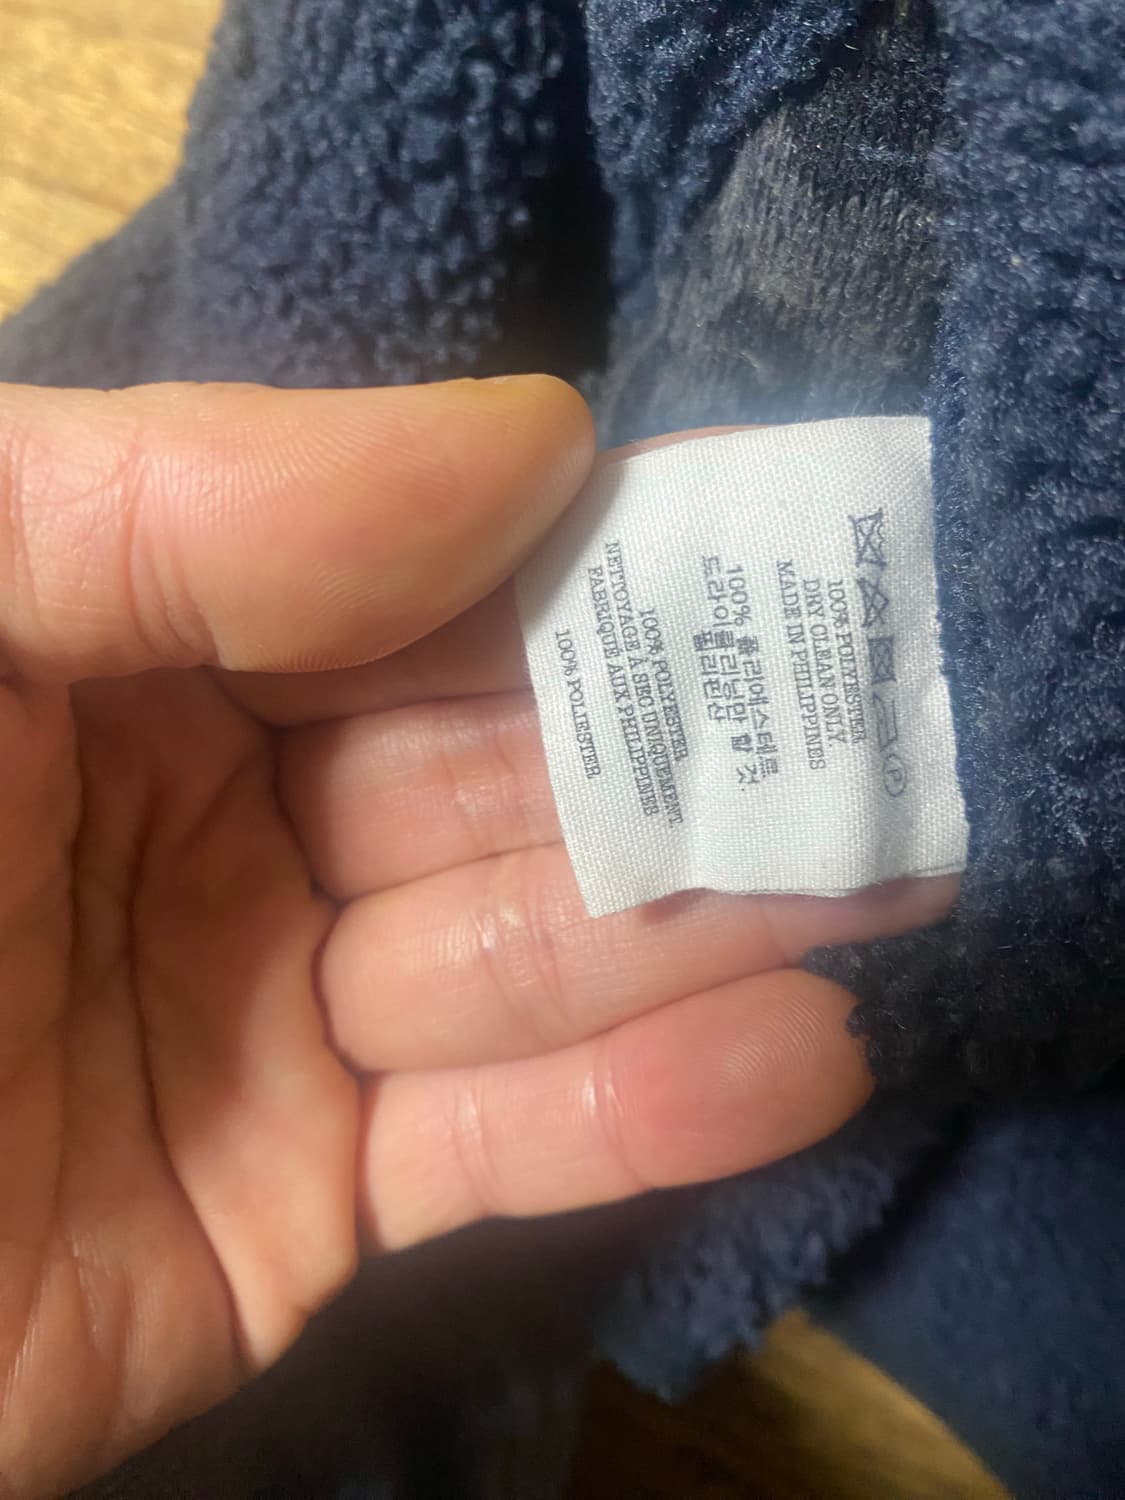 P
100% POLYESTER
DRY CLEAN ONLY.
MADE IN PHILIPPINES
100% 폴리에스테르
드라이클리닝만 할 것.
필리핀산
100% POLYESTER
NETTOYAGE À SEC UNIQUEMENT.
FABRIQUÉ AUX PHILIPPINES
100% POLIESTER